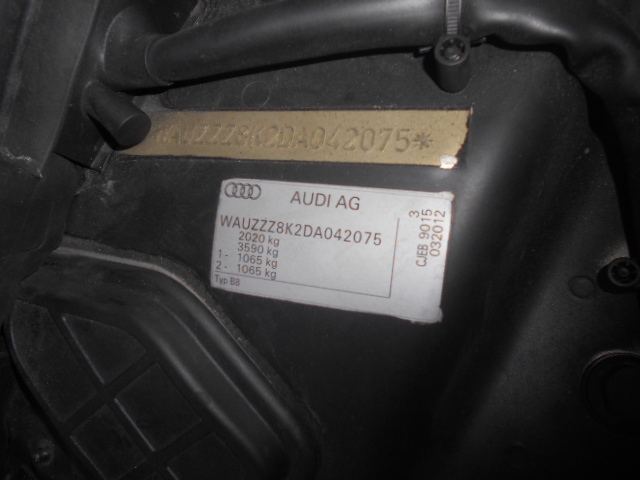 WAUZZZ8K2DA042075*
AUDI AG
WAUZZZ8K2DA042075
2020 kg
3590 kg
1- 1065 kg
2- 1065 kg
Typ B8
3
CJEB 9015
032012